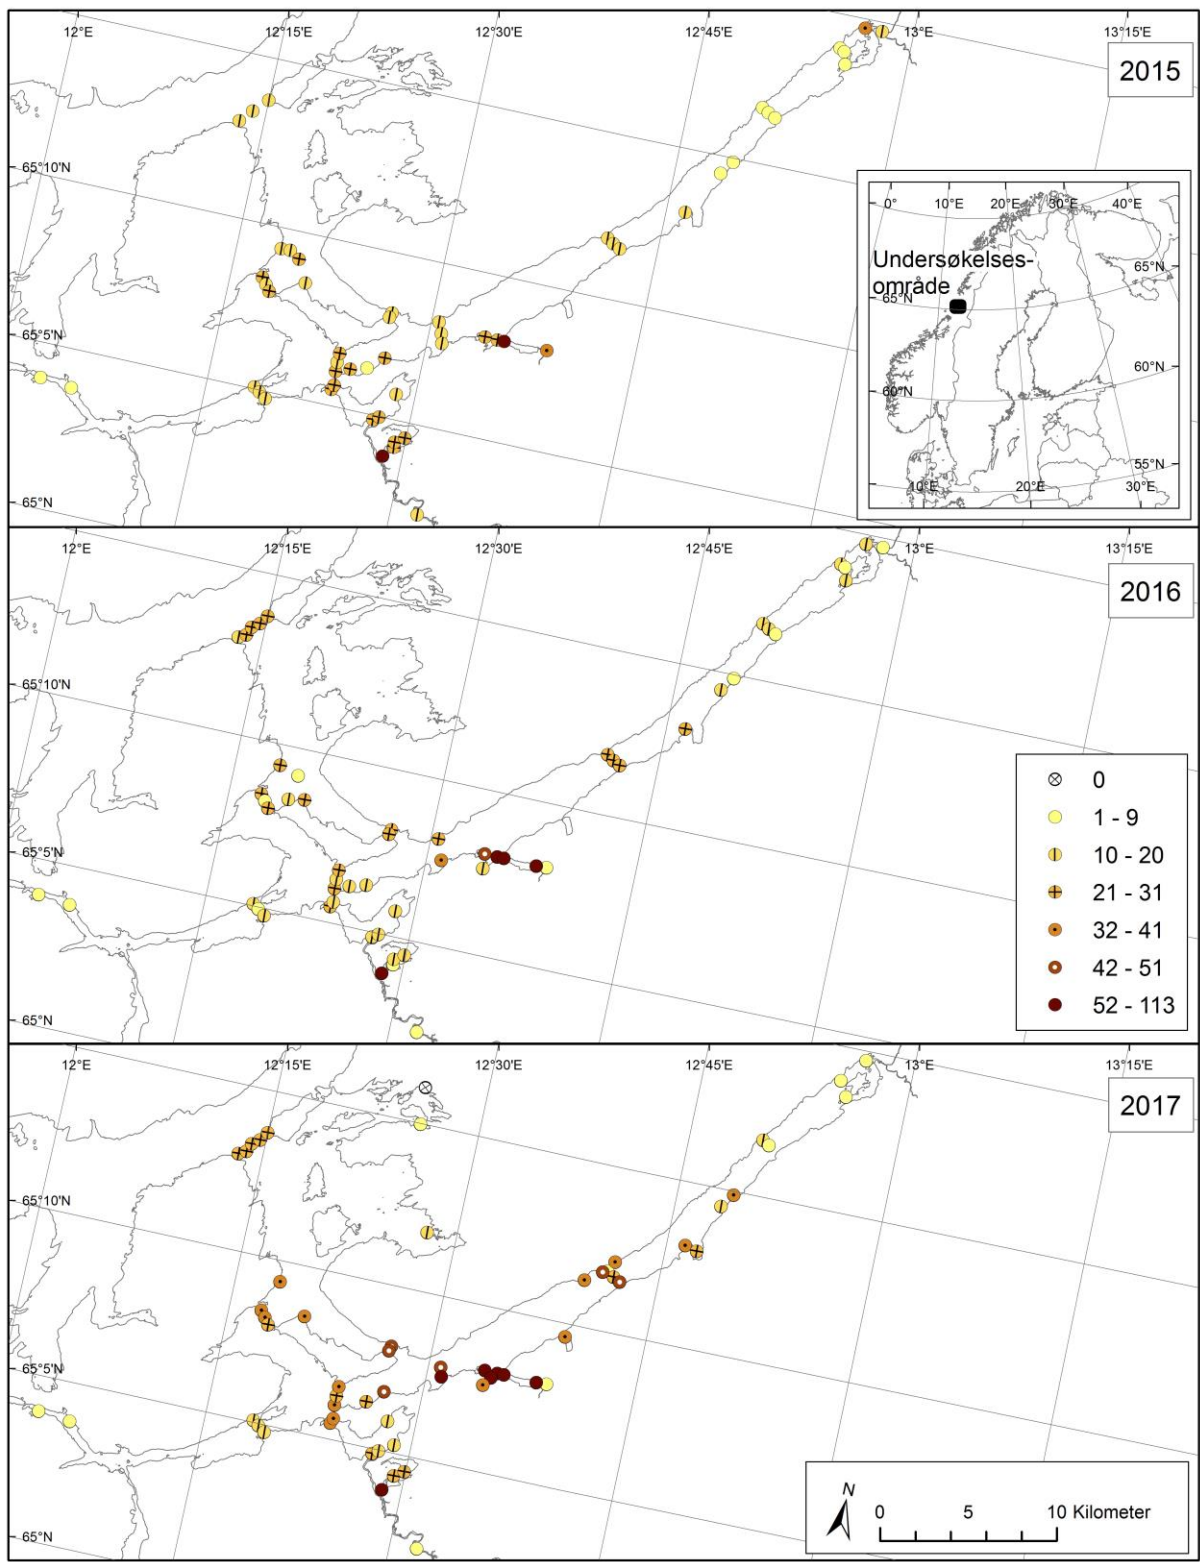 12°E 12°15'E 12°30'E 12°45'E 13°E 13°15'E
2015
65°10'N
65°5'N
65°N
0° 10°E 20°E 30°E 40°E
Undersøkelses-
område
65°N 65°N
60°N 60°N
55°N
10°E 20°E 30°E
12°E 12°15'E 12°30'E 12°45'E 13°E 13°15'E
2016
65°10'N
65°5'N
65°N
0
1 - 9
10 - 20
21 - 31
32 - 41
42 - 51
52 - 113
12°E 12°15'E 12°30'E 12°45'E 13°E 13°15'E
2017
65°10'N
65°5'N
65°N
N
0 5 10 Kilometer